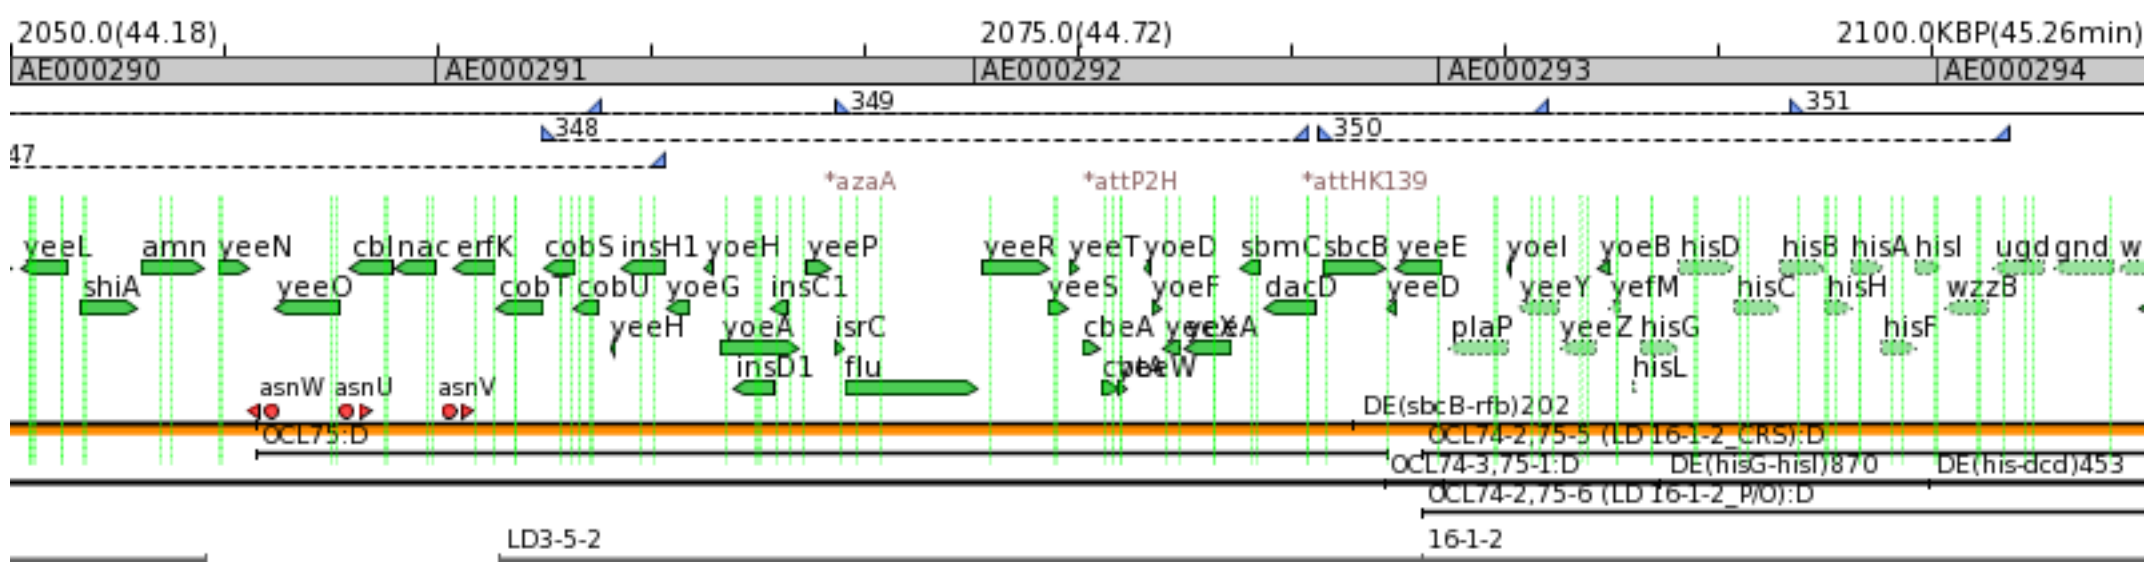 2050.0(44.18) 2075.0(44.72) 2100.0KBP(45.26min)
AE000290 AE000291 AE000292 AE000293 AE000294
349 351
348 350
47
*azaA *attP2H *attHK139
yeeL amn yeeN cbl nac erfK cobS insH1 yoeH yeeP yeeR yeeT yoeD sbmC sbcB yeeE yoeI yoeB hisD hisB hisA hisI ugd gnd w
shiA yeeO cobT cobU yoeG insC1 yeeS yoeF dacD yeeD yeeY yefM hisC hisH wzzB
yeeH yoeA isrC cbeA yeeX yeeA plaP yeeZ hisG hisF
insD1 flu yeeW hisL
asnW asnU asnV
DE(sbcB-rfb)202
OCL75:D OCL74-2,75-5 (LD 16-1-2_CRS):D
OCL74-3,75-1:D DE(hisG-hisI)870 DE(his-dcd)453
OCL74-2,75-6 (LD 16-1-2_P/O):D
LD3-5-2 16-1-2